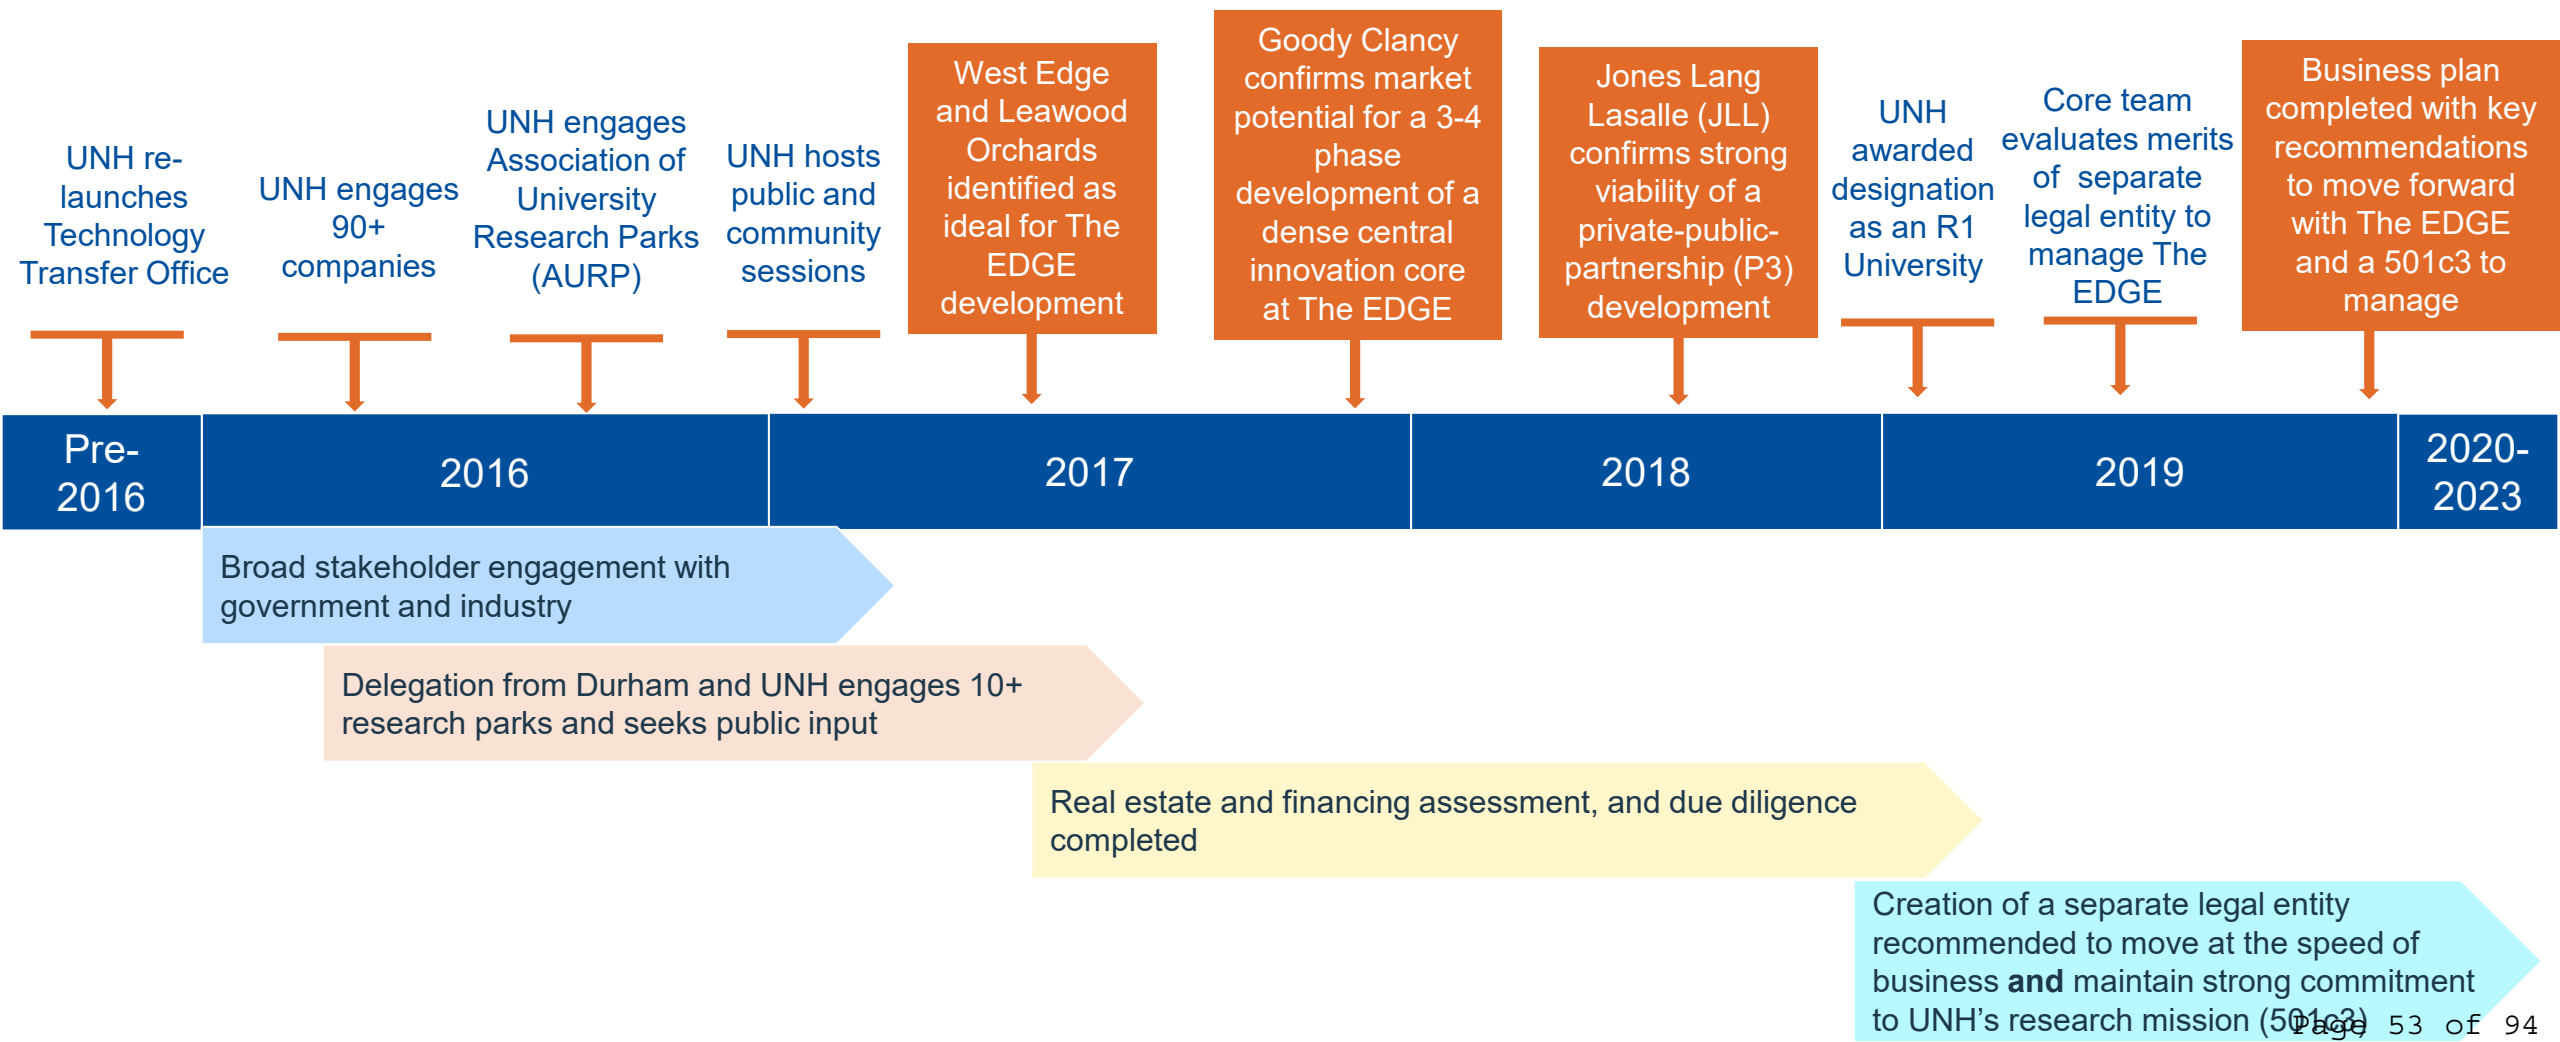 UNH re-
launches
Technology
Transfer Office
UNH engages
90+
companies
UNH engages
Association of
University
Research Parks
(AURP)
UNH hosts
public and
community
sessions
West Edge
and Leawood
Orchards
identified as
ideal for The
EDGE
development
Goody Clancy
confirms market
potential for a 3-4
phase
development of a
dense central
innovation core
at The EDGE
Jones Lang
Lasalle (JLL)
confirms strong
viability of a
private-public-
partnership (P3)
development
UNH
awarded
designation
as an R1
University
Core team
evaluates merits
of separate
legal entity to
manage The
EDGE
Business plan
completed with key
recommendations
to move forward
with The EDGE
and a 501c3 to
manage
Pre-
2016
2016
2017
2018
2019
2020-
2023
Broad stakeholder engagement with
government and industry
Delegation from Durham and UNH engages 10+
research parks and seeks public input
Real estate and financing assessment, and due diligence
completed
Creation of a separate legal entity
recommended to move at the speed of
business and maintain strong commitment
to UNH’s research mission (501c3)
Page 53 of 94